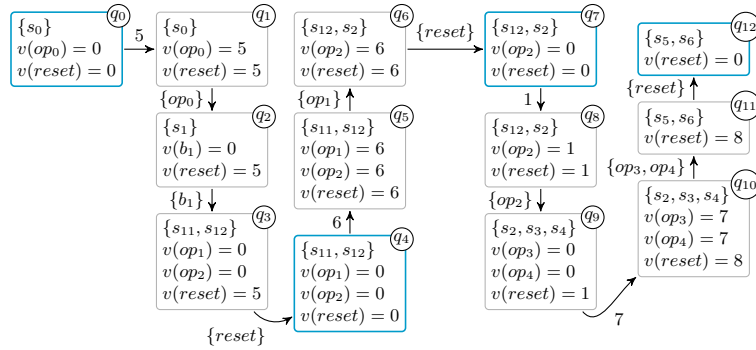 q0
{s0}
v(op0) = 0
v(reset) = 0
5
q1
{s0}
v(op0) = 5
v(reset) = 5
{op0}
q2
{s1}
v(b1) = 0
v(reset) = 5
{b1}
q3
{s11, s12}
v(op1) = 0
v(op2) = 0
v(reset) = 5
{reset}
q4
{s11, s12}
v(op1) = 0
v(op2) = 0
v(reset) = 0
6
q5
{s11, s12}
v(op1) = 6
v(op2) = 6
v(reset) = 6
{op1}
q6
{s12, s2}
v(op2) = 6
v(reset) = 6
{reset}
q7
{s12, s2}
v(op2) = 0
v(reset) = 0
1
q8
{s12, s2}
v(op2) = 1
v(reset) = 1
{op2}
q9
{s2, s3, s4}
v(op3) = 0
v(op4) = 0
v(reset) = 1
7
q10
{s2, s3, s4}
v(op3) = 7
v(op4) = 7
v(reset) = 8
{op3, op4}
q11
{s5, s6}
v(reset) = 8
{reset}
q12
{s5, s6}
v(reset) = 0